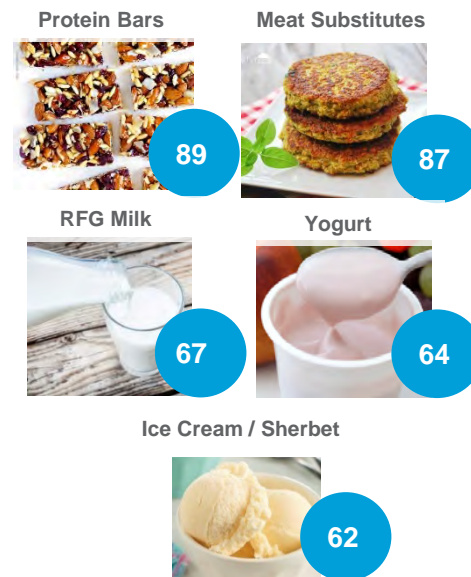 Protein Bars
Meat Substitutes
89
87
RFG Milk
Yogurt
67
64
Ice Cream / Sherbet
62